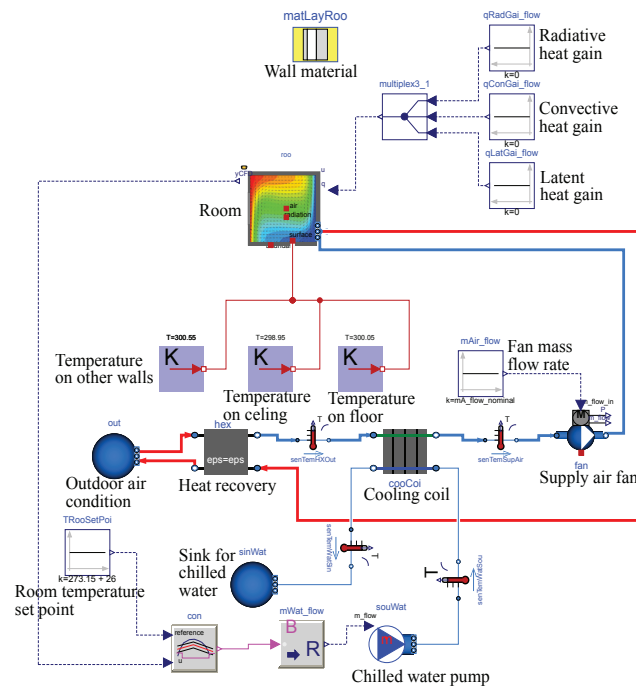 matLayRoo
Wall material
qRadGai_flow
k=0
Radiative
heat gain
multiplex3_1
qConGai_flow
k=0
Convective
heat gain
qLatGai_flow
k=0
Latent
heat gain
roo
u
q
air
radiation
surface
Room
T=300.55
K
Temperature
on other walls
T=298.95
K
Temperature
on celing
T=300.05
K
Temperature
on floor
mAir_flow
k=mA_flow_nominal
Fan mass
flow rate
M
m_flow_in
P
fan
Supply air fan
out
Outdoor air
condition
hex
eps=eps
Heat recovery
T
senTemHXOut
cooCoi
Cooling coil
T
senTemSupAir
TRooSetPoi
k=273.15 + 26
Room temperature
set point
sinWat
Sink for
chilled
water
senTemWatSin
T
T
senTemWatSou
con
reference
u
mWat_flow
B
R
souWat
m_flow
m
Chilled water pump